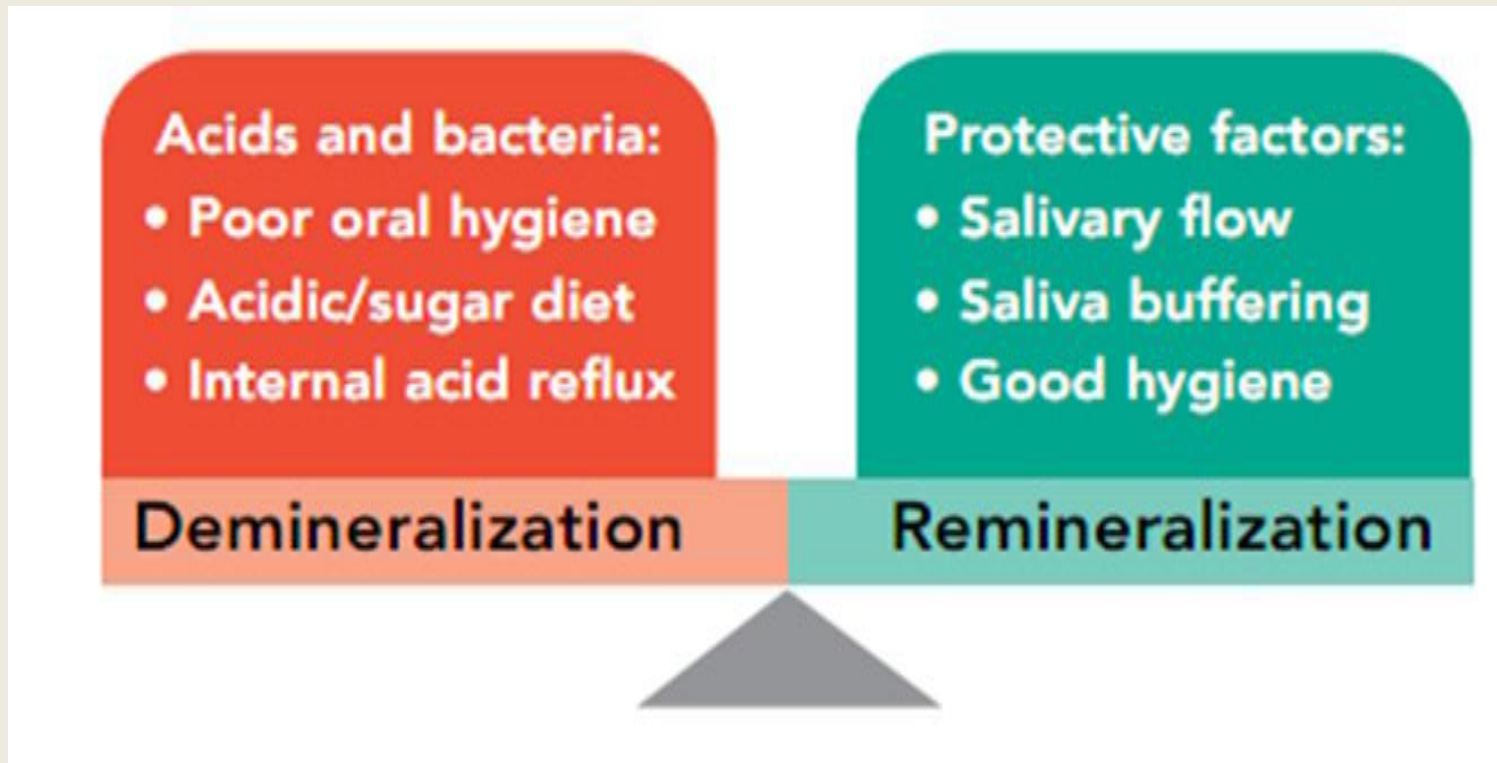 Acids and bacteria:
• Poor oral hygiene
• Acidic/sugar diet
• Internal acid reflux
Demineralization
Protective factors:
• Salivary flow
• Saliva buffering
• Good hygiene
Remineralization